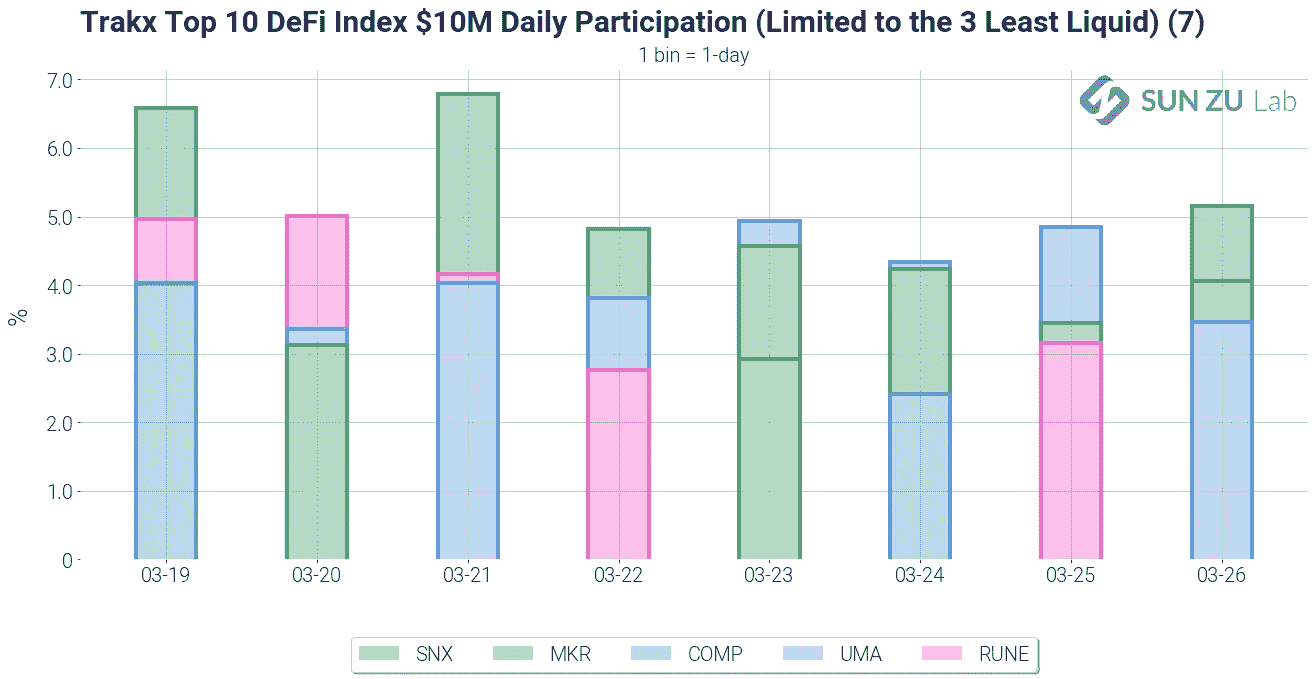 Trakx Top 10 DeFi Index $10M Daily Participation (Limited to the 3 Least Liquid) (7)
1 bin = 1-day
SUN ZU Lab
7.0
6.0
5.0
4.0
3.0
2.0
1.0
0
%
03-19 03-20 03-21 03-22 03-23 03-24 03-25 03-26
SNX MKR COMP UMA RUNE